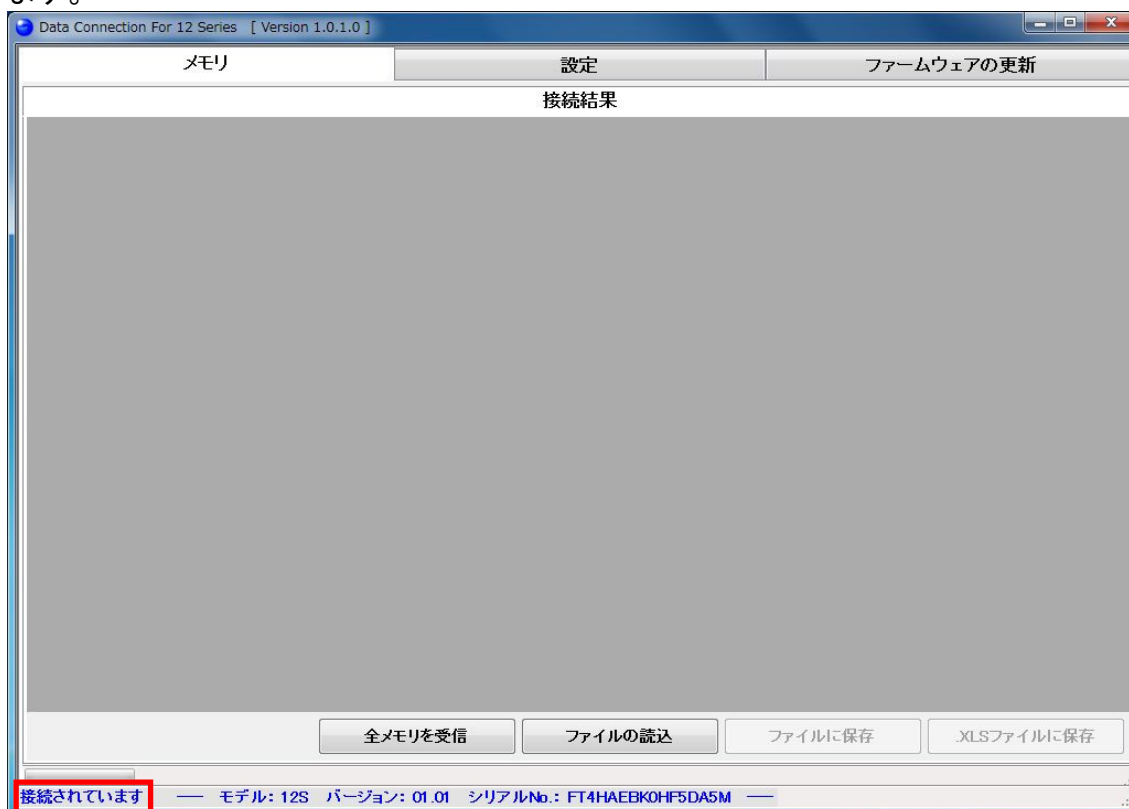 ます。
Data Connection For 12 Series [ Version 1.0.1.0 ]
メモリ 設定 ファームウェアの更新
接続結果
全メモリを受信 ファイルの読込 ファイルに保存 .XLSファイルに保存
接続されています ── モデル: 12S バージョン: 01.01 シリアルNo.: FT4HAEBK0HF5DA5M ──